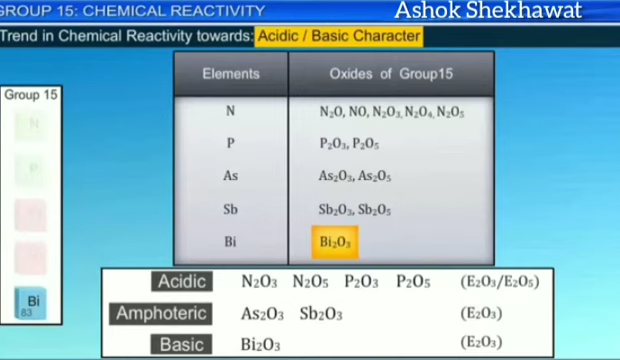 GROUP 15: CHEMICAL REACTIVITY
Ashok Shekhawat
Trend in Chemical Reactivity towards: Acidic / Basic Character
Group 15
N
P
Bi
83
Elements Oxides of Group15
N N₂O, NO, N₂O₃, N₂O₄, N₂O₅
P P₂O₃, P₂O₅
As As₂O₃, As₂O₅
Sb Sb₂O₃, Sb₂O₅
Bi Bi₂O₃
Acidic N₂O₃ N₂O₅ P₂O₃ P₂O₅ (E₂O₃/E₂O₅)
Amphoteric As₂O₃ Sb₂O₃ (E₂O₃)
Basic Bi₂O₃ (E₂O₃)